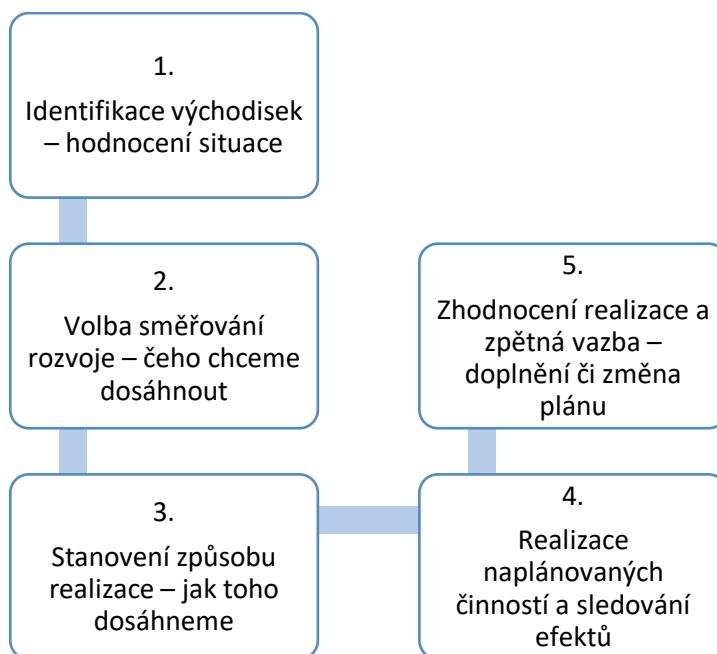 1.
Identifikace východisek
– hodnocení situace
2.
Volba směřování
rozvoje – čeho chceme
dosáhnout
3.
Stanovení způsobu
realizace – jak toho
dosáhneme
4.
Realizace
naplánovaných
činností a sledování
efektů
5.
Zhodnocení realizace a
zpětná vazba –
doplnění či změna
plánu